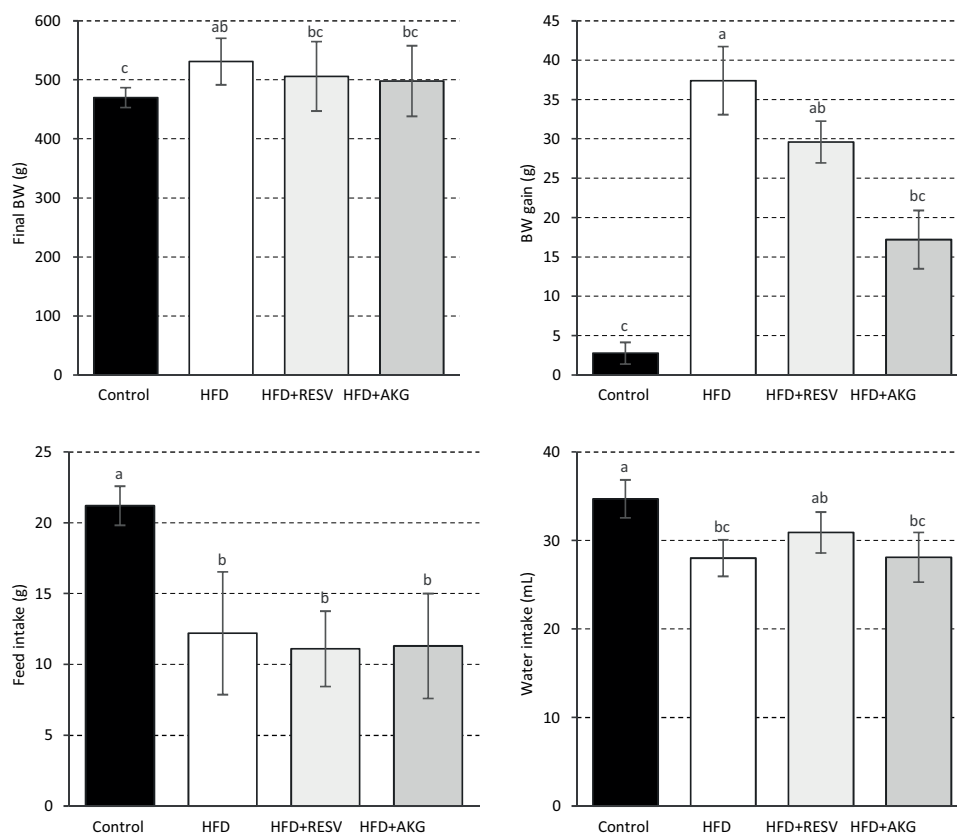 Final BW (g)
600
500
400
300
200
100
0
c
ab
bc
bc
Control HFD HFD+RESV HFD+AKG
BW gain (g)
45
40
35
30
25
20
15
10
5
0
c
a
ab
bc
Control HFD HFD+RESV HFD+AKG
Feed intake (g)
25
20
15
10
5
0
a
b
b
b
Control HFD HFD+RESV HFD+AKG
Water intake (mL)
40
30
20
10
0
a
bc
ab
bc
Control HFD HFD+RESV HFD+AKG